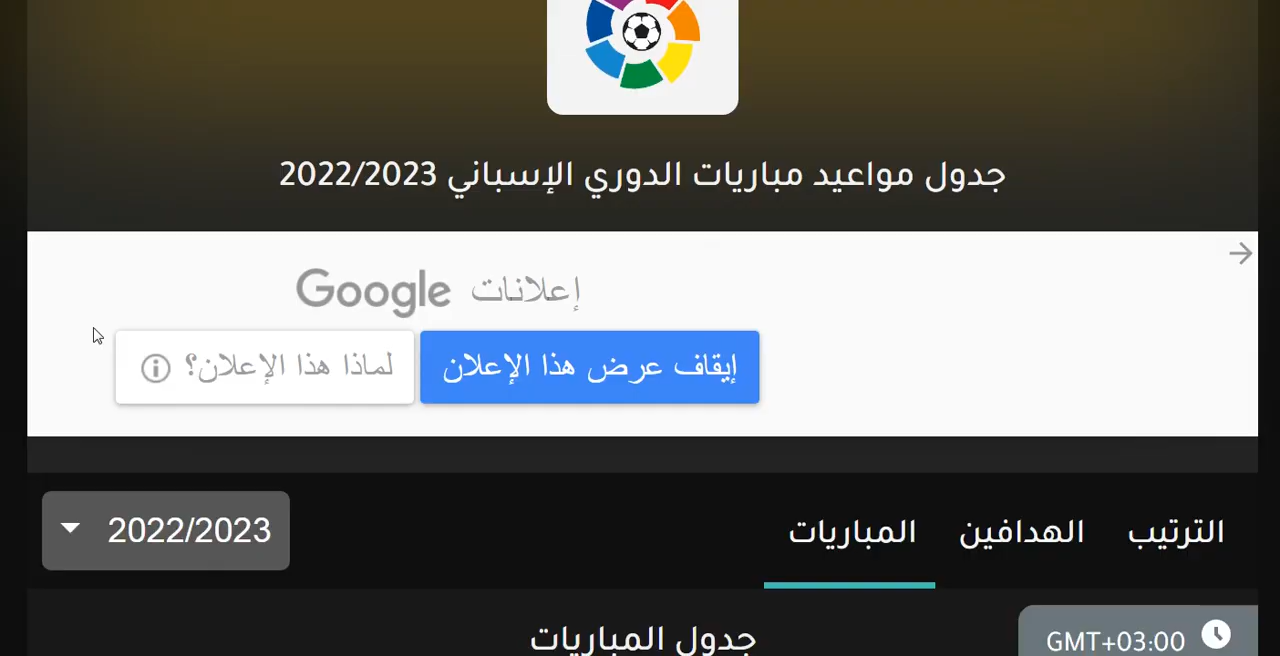 جدول مواعيد مباريات الدوري الإسباني 2022/2023
إعلانات Google
إيقاف عرض هذا الإعلان
لماذا هذا الإعلان؟
الترتيب
الهدافين
المباريات
2022/2023
جدول المباريات
GMT+03:00